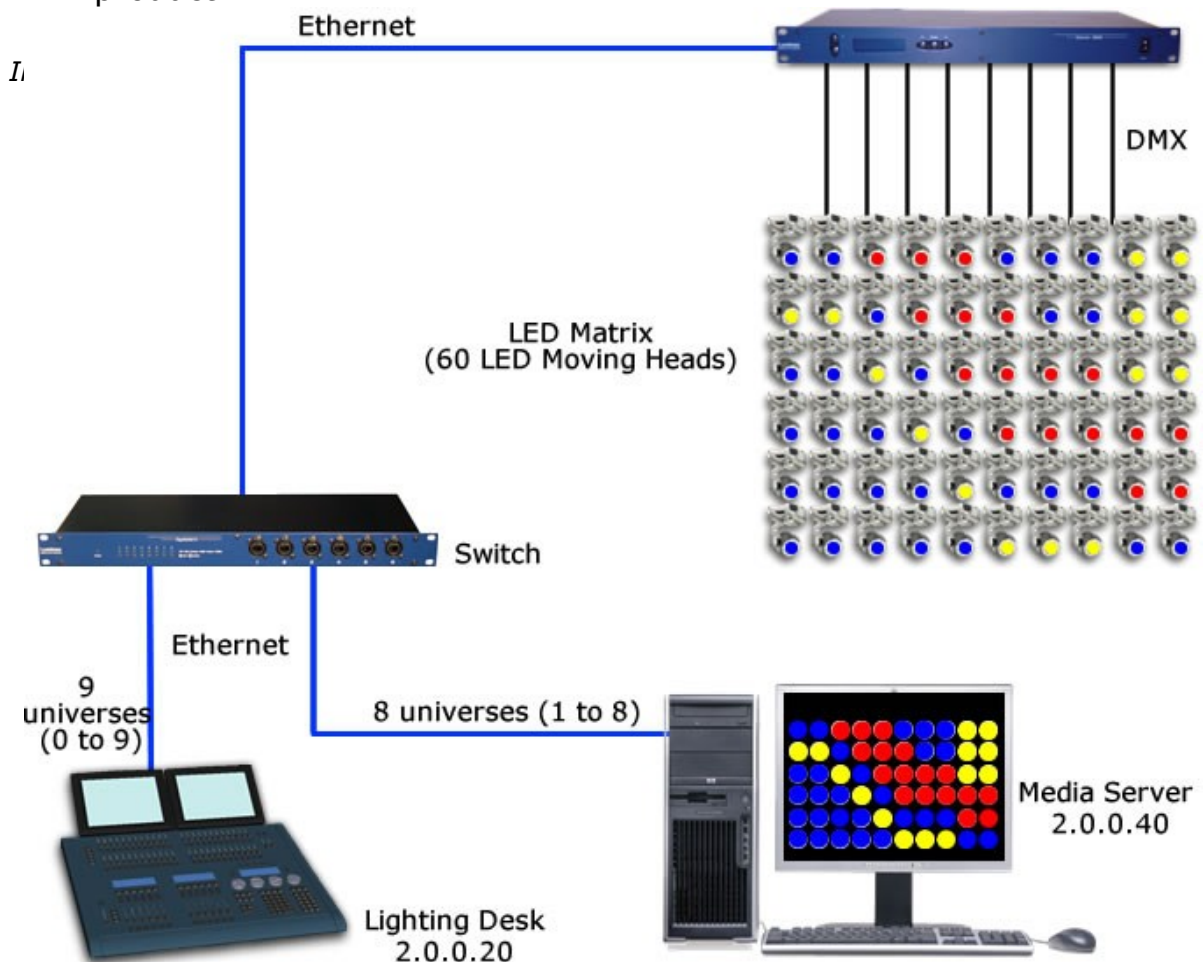 Ethernet
DMX
LED Matrix
(60 LED Moving Heads)
Switch
Ethernet
9
universes
(0 to 9)
8 universes (1 to 8)
Media Server
2.0.0.40
Lighting Desk
2.0.0.20